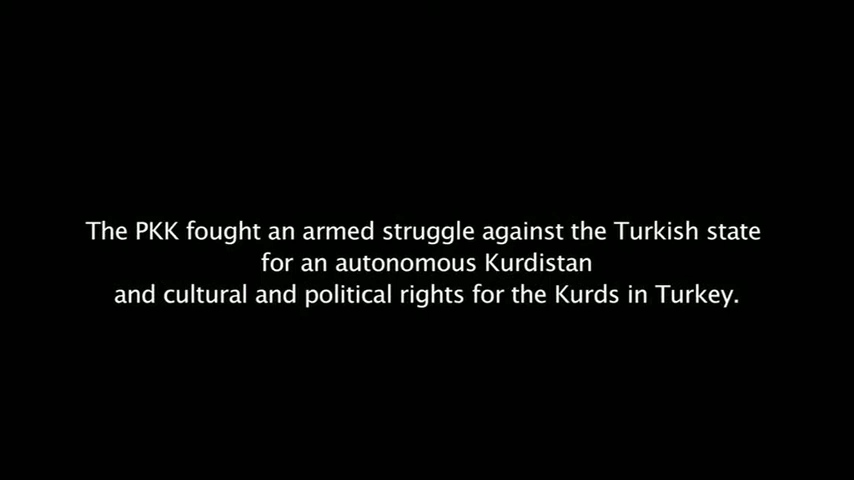 The PKK fought an armed struggle against the Turkish state
for an autonomous Kurdistan
and cultural and political rights for the Kurds in Turkey.